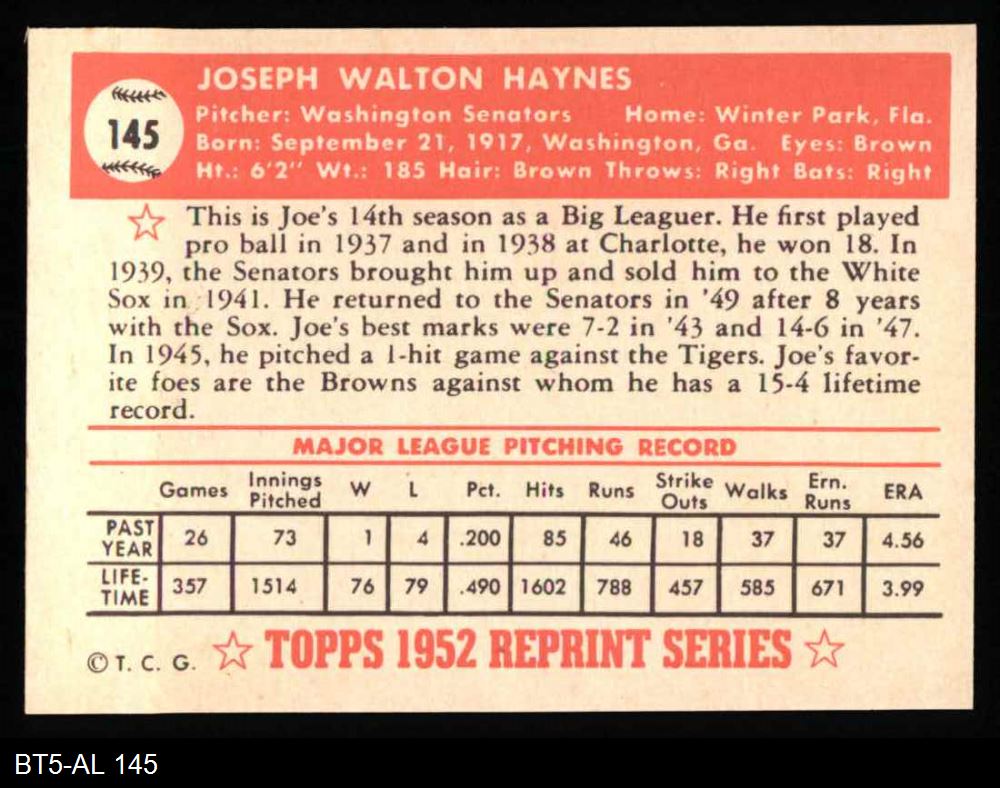 145
JOSEPH WALTON HAYNES
Pitcher: Washington Senators Home: Winter Park, Fla.
Born: September 21, 1917, Washington, Ga. Eyes: Brown
Ht.: 6'2" Wt.: 185 Hair: Brown Throws: Right Bats: Right
This is Joe's 14th season as a Big Leaguer. He first played
pro ball in 1937 and in 1938 at Charlotte, he won 18. In
1939, the Senators brought him up and sold him to the White
Sox in 1941. He returned to the Senators in '49 after 8 years
with the Sox. Joe's best marks were 7-2 in '43 and 14-6 in '47.
In 1945, he pitched a 1-hit game against the Tigers. Joe's favor-
ite foes are the Browns against whom he has a 15-4 lifetime
record.
MAJOR LEAGUE PITCHING RECORD
Games Innings Pitched W L Pct. Hits Runs Strike Outs Walks Ern. Runs ERA
PAST YEAR 26 73 1 4 .200 85 46 18 37 37 4.56
LIFE- TIME 357 1514 76 79 .490 1602 788 457 585 671 3.99
© T. C. G. TOPPS 1952 REPRINT SERIES
BT5-AL 145